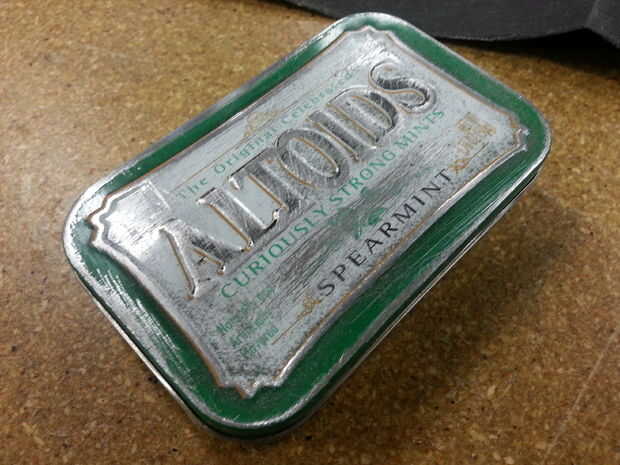 The Original Celebrated
ALTOIDS
CURIOUSLY STRONG MINTS
SPEARMINT